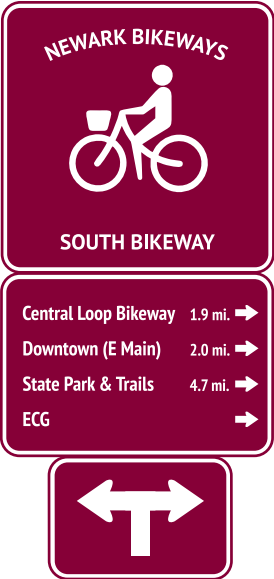 NEWARK BIKEWAYS
SOUTH BIKEWAY
Central Loop Bikeway 1.9 mi.
Downtown (E Main) 2.0 mi.
State Park & Trails 4.7 mi.
ECG